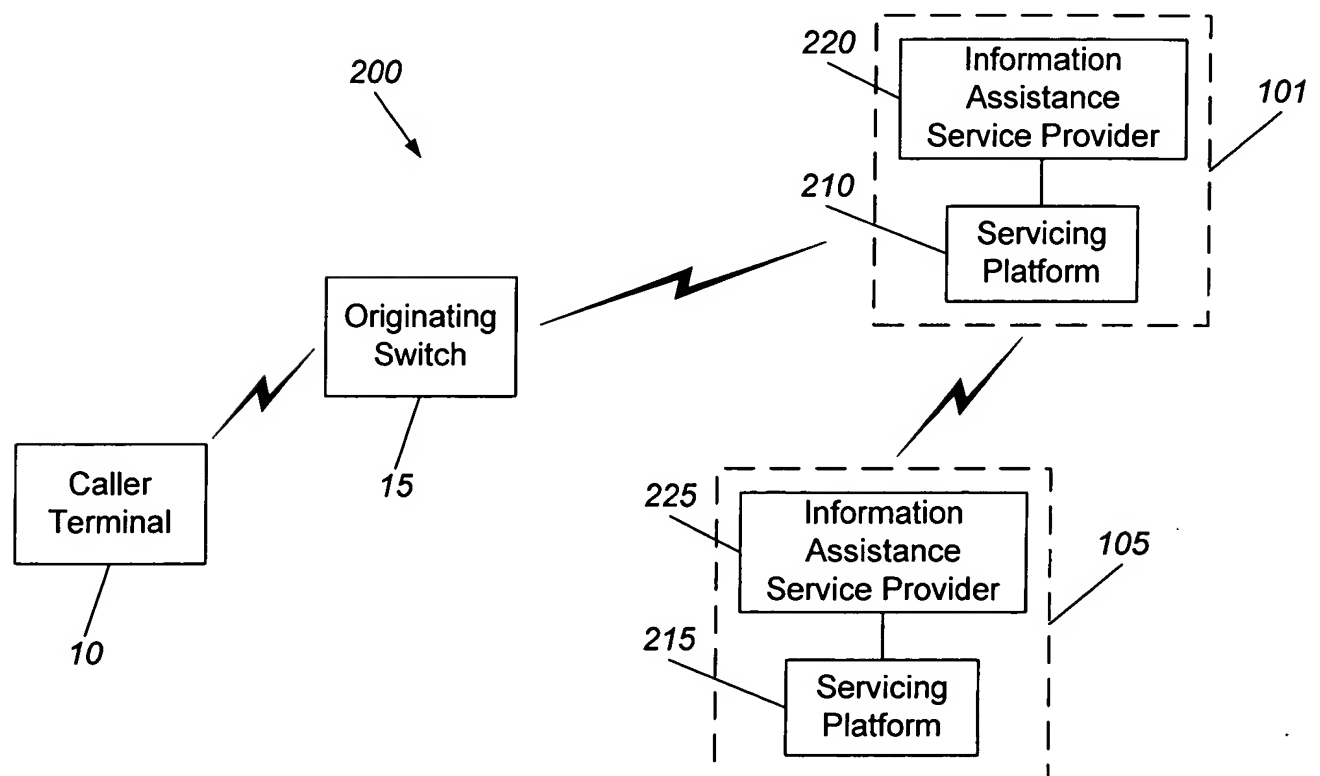 200
220
Information
Assistance
Service Provider
101
210
Servicing
Platform
Originating
Switch
15
Caller
Terminal
10
225
Information
Assistance
Service Provider
105
215
Servicing
Platform